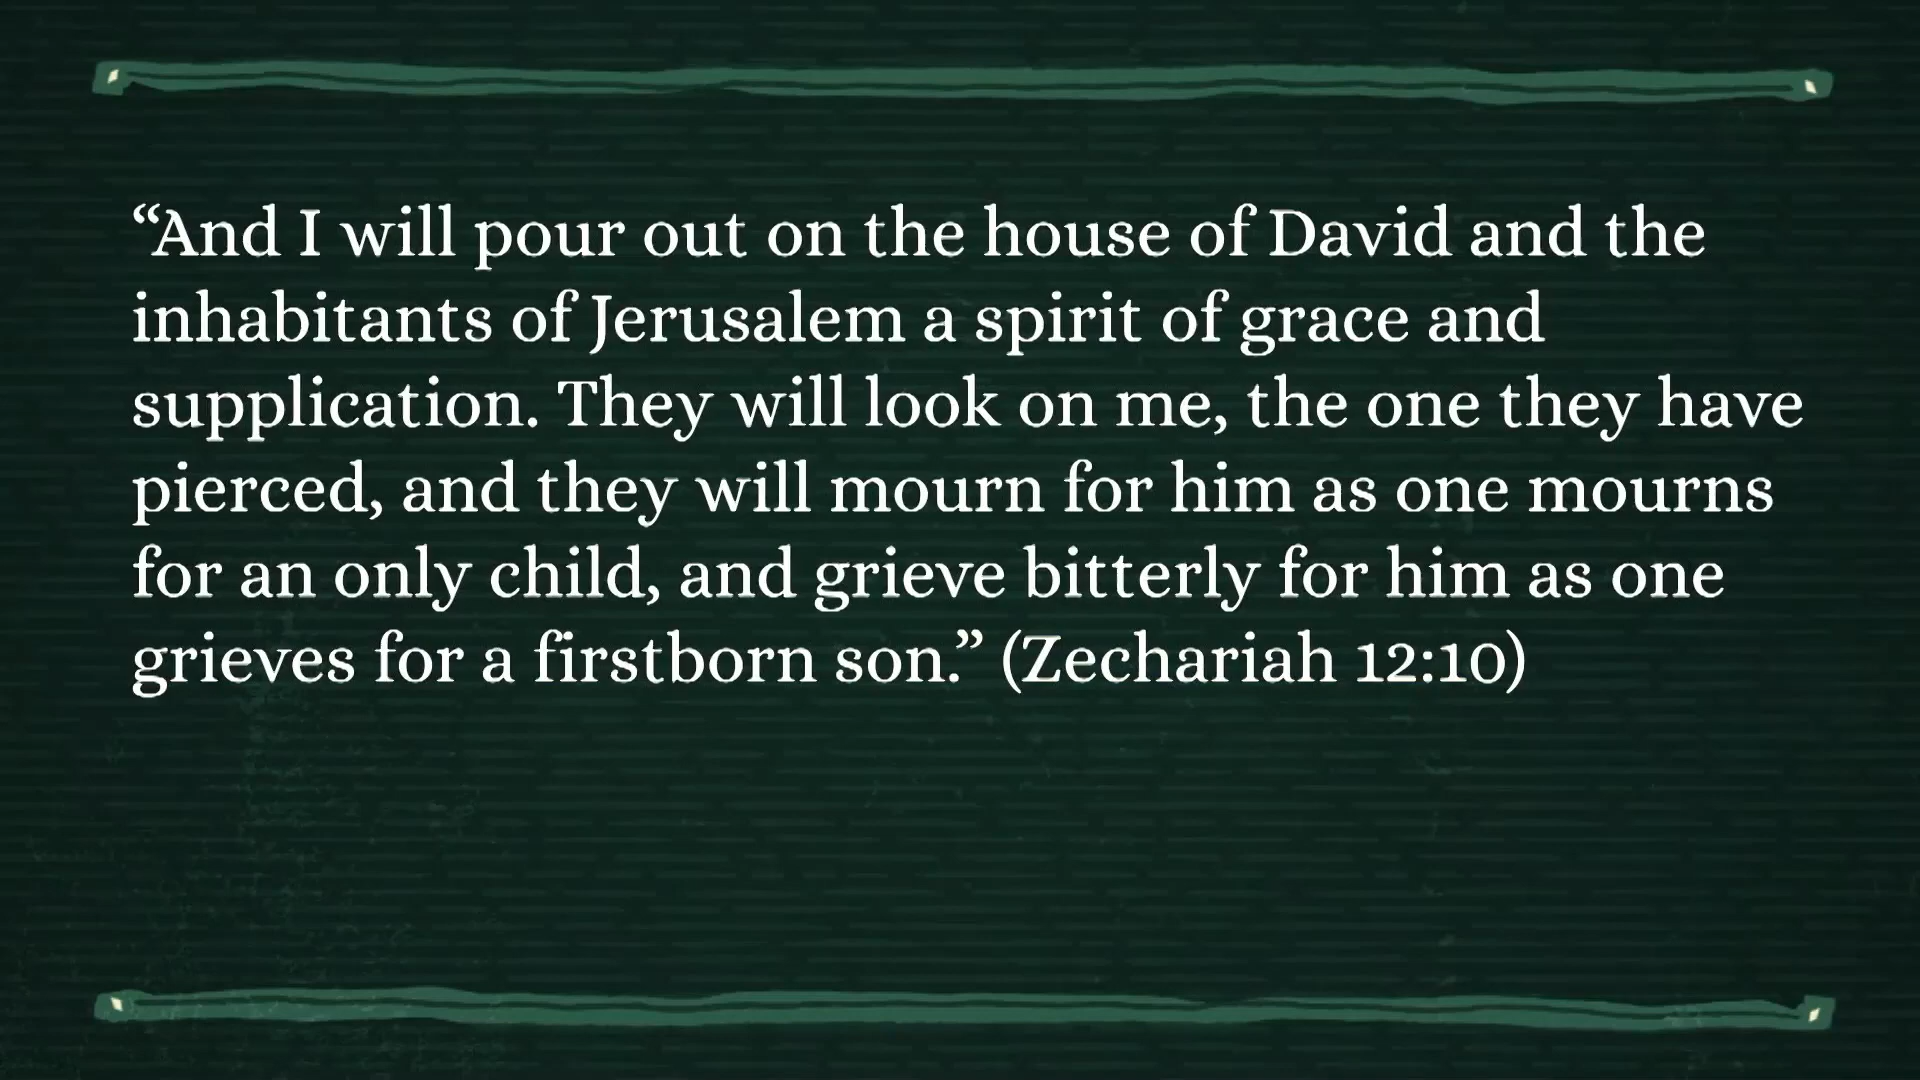 “And I will pour out on the house of David and the
inhabitants of Jerusalem a spirit of grace and
supplication. They will look on me, the one they have
pierced, and they will mourn for him as one mourns
for an only child, and grieve bitterly for him as one
grieves for a firstborn son.” (Zechariah 12:10)